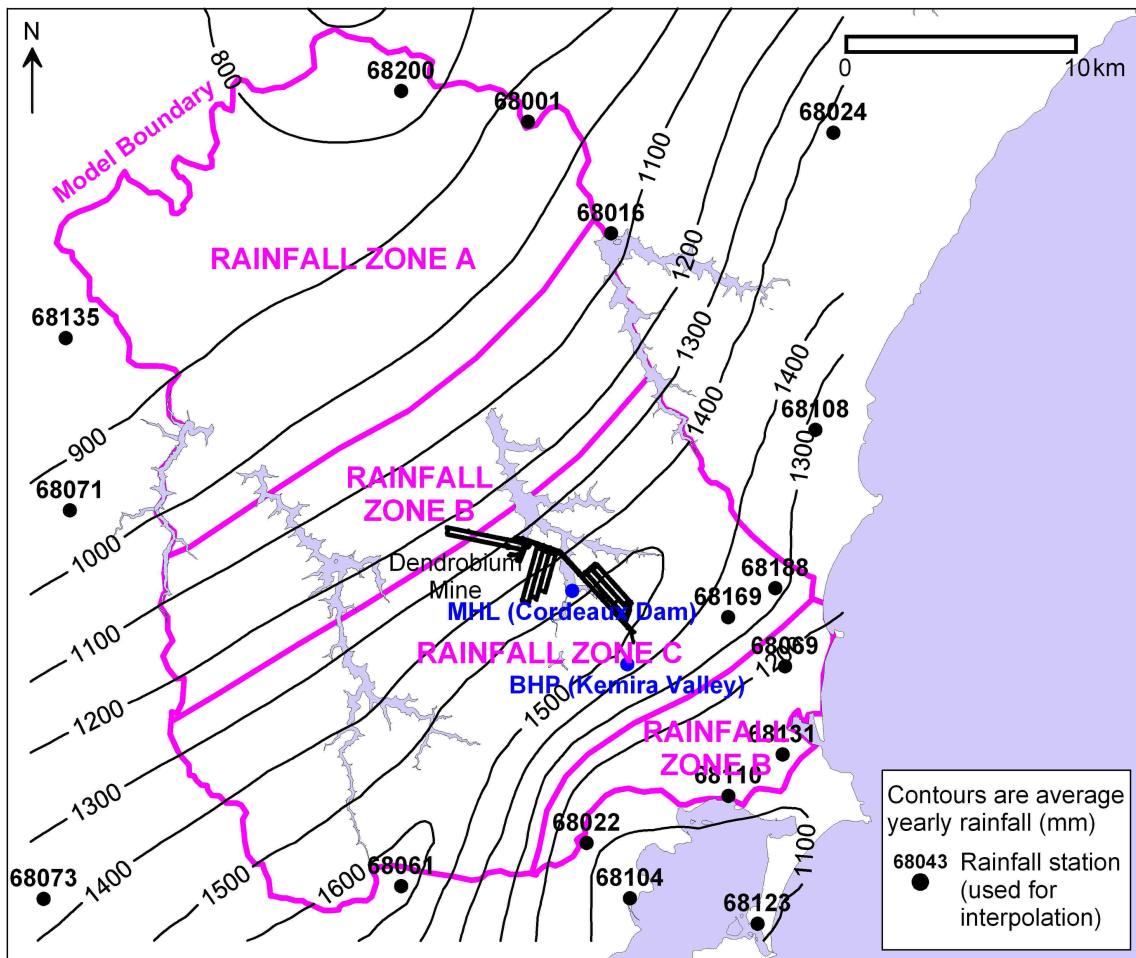 N
800
68200
68001
0
10km
68024
Model Boundary
1100
68016
RAINFALL ZONE A
1200
68135
1300
1400
1400
68108
900
1300
RAINFALL
ZONE B
68071
1000
Dendrobium
Mine
68188
MHL (Cordeaux Dam)
68169
1100
RAINFALL ZONE C
68069
1200
BHP (Kemira Valley)
1200
1500
RAINFALL
ZONE B
68131
68110
1300
Contours are average
yearly rainfall (mm)
68022
1100
68043
Rainfall station
(used for
interpolation)
68061
68073
1400
1500
1600
68104
68123